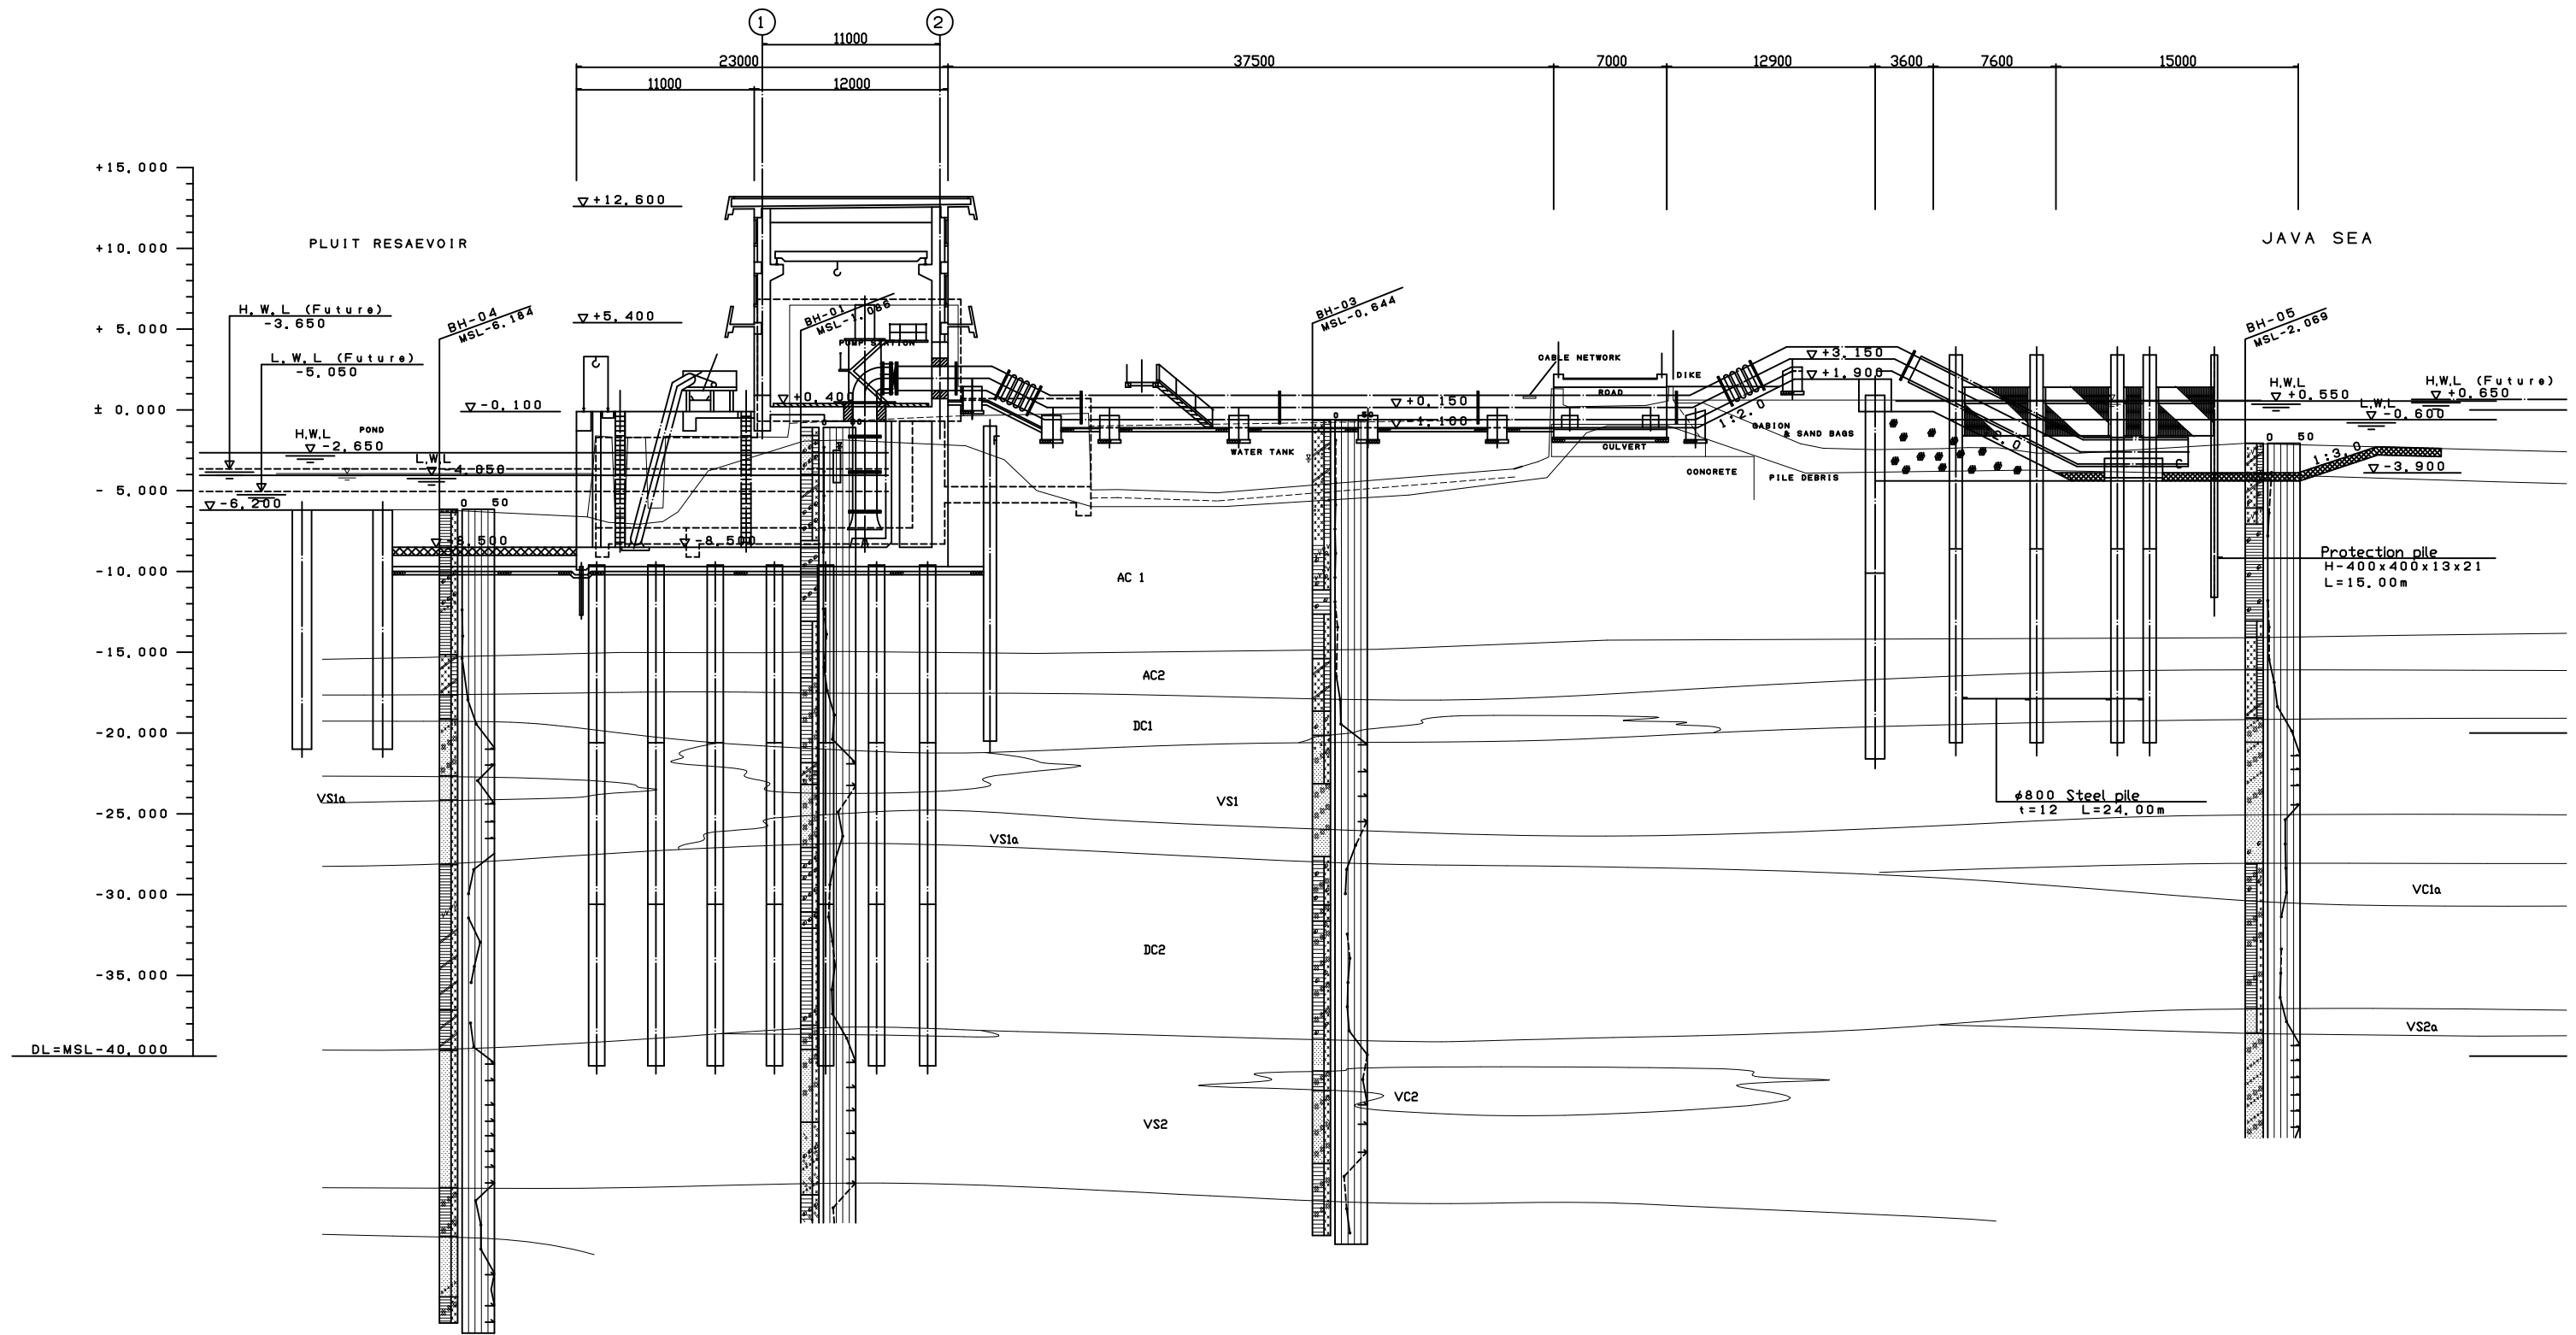 1 2
11000
23000 37500 7000 12900 3600 7600 15000
11000 12000
+15.000
▽+12.600
+10.000
PLUIT RESAEVOIR
JAVA SEA
H.W.L (Future)
-3.650
BH-04
MSL-6.184
▽+5.400
BH-01
MSL-1.086
BH-03
MSL-0.644
BH-05
MSL-2.069
+ 5.000
PUMP STATION
L.W.L (Future)
-5.050
CABLE NETWORK
▽+3.150
▽+1.900
DIKE
ROAD
H.W.L
▽+0.550
H.W.L (Future)
▽+0.650
± 0.000
▽-0.100
▽+0.400
▽+0.150
▽-1.100
L.W.L
▽-0.600
1:2.0
GABION
& SAND BAGS
H.W.L
▽-2.650
POND
L.W.L
-4.050
WATER TANK
CULVERT
CONCRETE
PILE DEBRIS
0 50
1:3.0
▽-3.900
- 5.000
▽-6.200
0 50
▽-8.500
▽-8.500
-10.000
AC 1
Protection pile
H-400x400x13x21
L=15.00m
-15.000
AC2
DC1
-20.000
VS1a
VS1
φ800 Steel pile
t=12 L=24.00m
-25.000
VS1a
-30.000
VC1a
DC2
-35.000
VS2a
DL=MSL-40.000
VC2
VS2